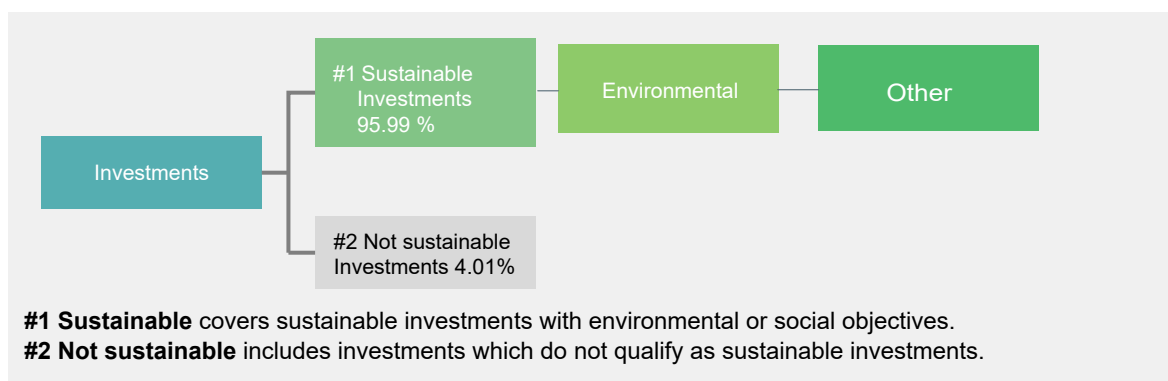 #1 Sustainable
Investments
95.99 %
Environmental
Other
Investments
#2 Not sustainable
Investments 4.01%
#1 Sustainable covers sustainable investments with environmental or social objectives.
#2 Not sustainable includes investments which do not qualify as sustainable investments.